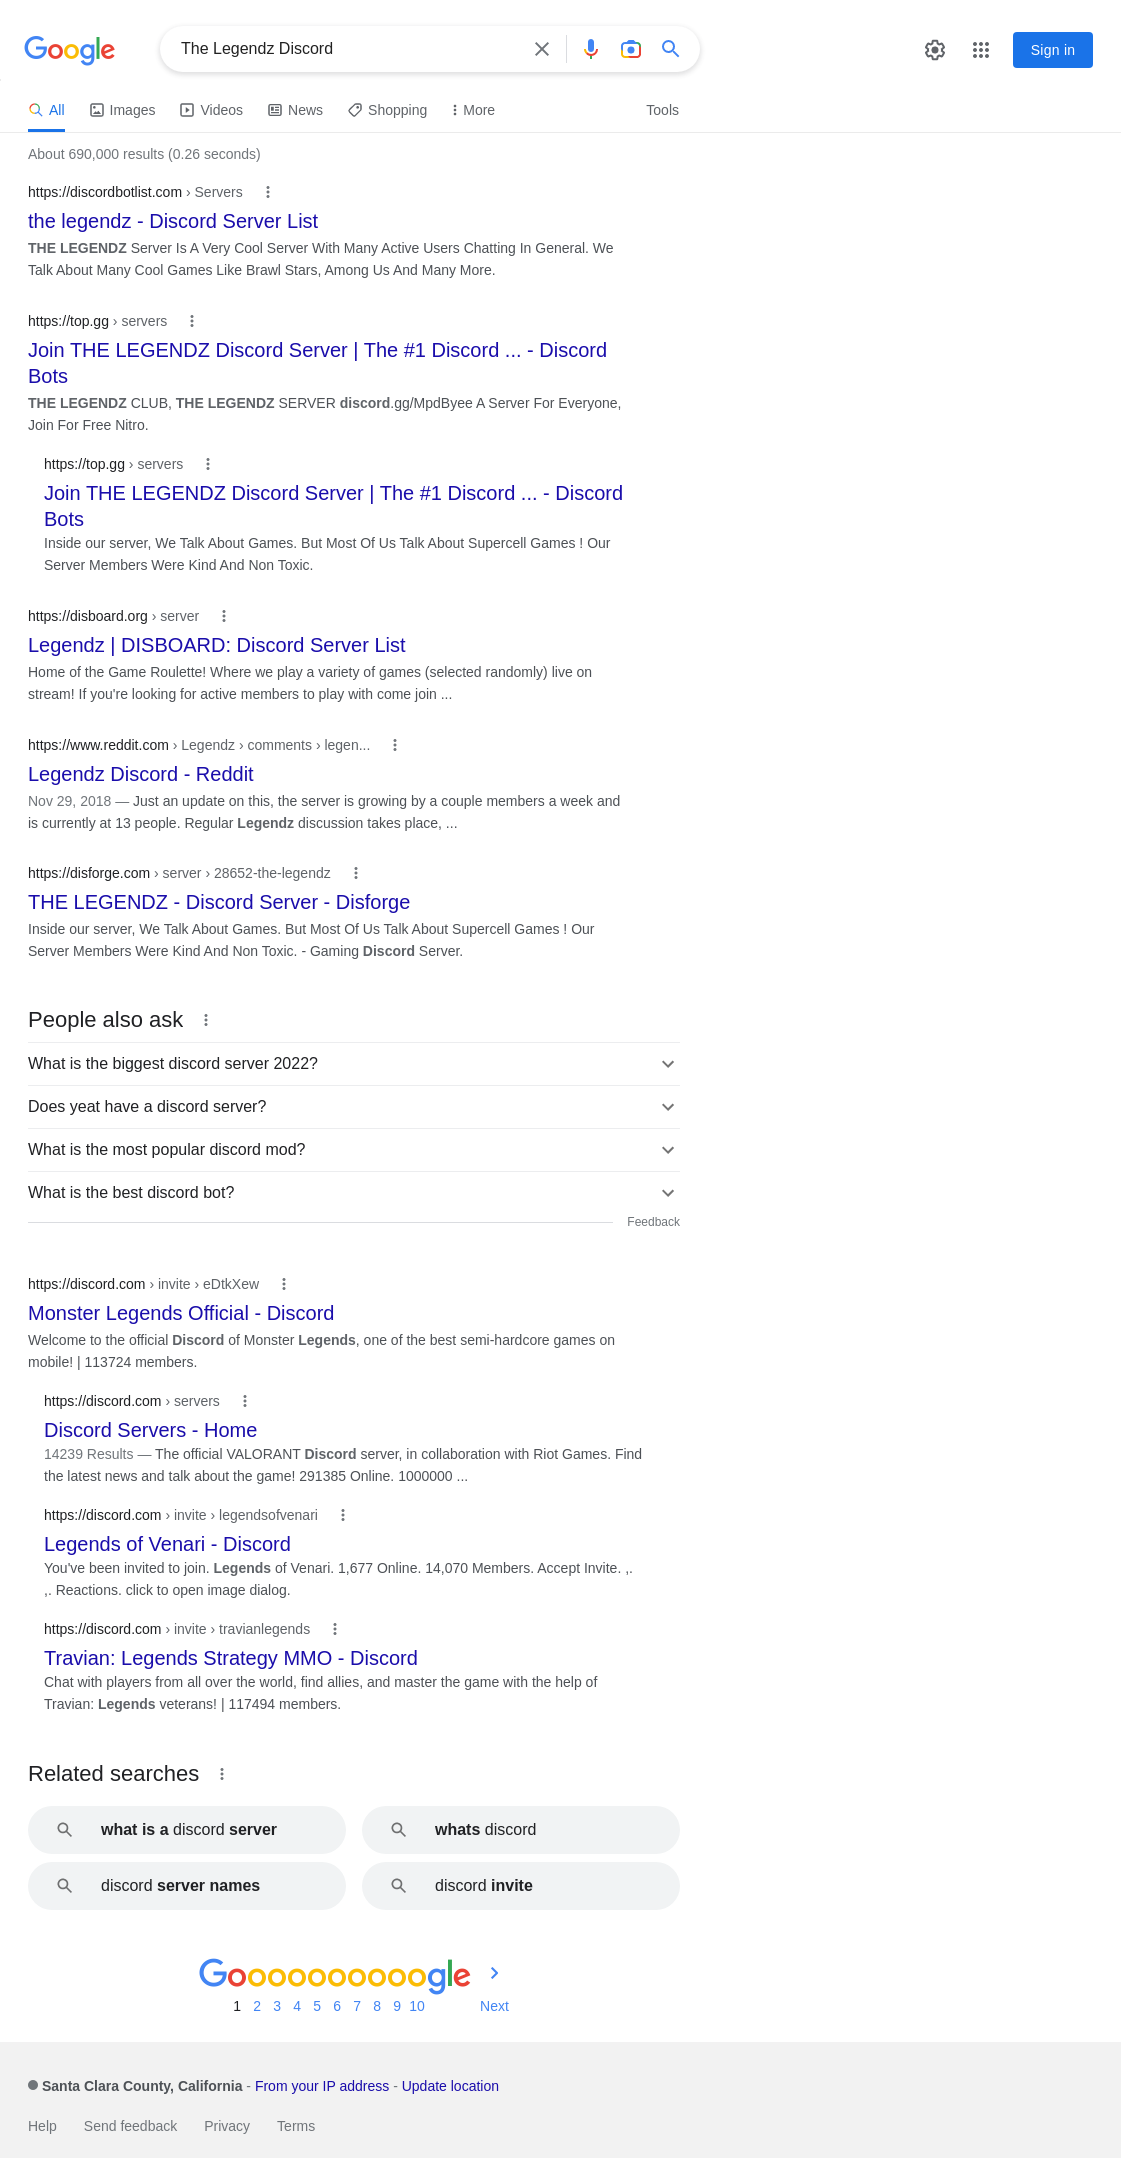 Google
The Legendz Discord
Sign in
All Images Videos News Shopping More Tools
About 690,000 results (0.26 seconds)
https://discordbotlist.com › Servers
the legendz - Discord Server List
THE LEGENDZ Server Is A Very Cool Server With Many Active Users Chatting In General. We
Talk About Many Cool Games Like Brawl Stars, Among Us And Many More.
https://top.gg › servers
Join THE LEGENDZ Discord Server | The #1 Discord ... - Discord
Bots
THE LEGENDZ CLUB, THE LEGENDZ SERVER discord.gg/MpdByee A Server For Everyone,
Join For Free Nitro.
https://top.gg › servers
Join THE LEGENDZ Discord Server | The #1 Discord ... - Discord
Bots
Inside our server, We Talk About Games. But Most Of Us Talk About Supercell Games ! Our
Server Members Were Kind And Non Toxic.
https://disboard.org › server
Legendz | DISBOARD: Discord Server List
Home of the Game Roulette! Where we play a variety of games (selected randomly) live on
stream! If you're looking for active members to play with come join ...
https://www.reddit.com › Legendz › comments › legen...
Legendz Discord - Reddit
Nov 29, 2018 — Just an update on this, the server is growing by a couple members a week and
is currently at 13 people. Regular Legendz discussion takes place, ...
https://disforge.com › server › 28652-the-legendz
THE LEGENDZ - Discord Server - Disforge
Inside our server, We Talk About Games. But Most Of Us Talk About Supercell Games ! Our
Server Members Were Kind And Non Toxic. - Gaming Discord Server.
People also ask
What is the biggest discord server 2022?
Does yeat have a discord server?
What is the most popular discord mod?
What is the best discord bot?
Feedback
https://discord.com › invite › eDtkXew
Monster Legends Official - Discord
Welcome to the official Discord of Monster Legends, one of the best semi-hardcore games on
mobile! | 113724 members.
https://discord.com › servers
Discord Servers - Home
14239 Results — The official VALORANT Discord server, in collaboration with Riot Games. Find
the latest news and talk about the game! 291385 Online. 1000000 ...
https://discord.com › invite › legendsofvenari
Legends of Venari - Discord
You've been invited to join. Legends of Venari. 1,677 Online. 14,070 Members. Accept Invite. ,.
,. Reactions. click to open image dialog.
https://discord.com › invite › travianlegends
Travian: Legends Strategy MMO - Discord
Chat with players from all over the world, find allies, and master the game with the help of
Travian: Legends veterans! | 117494 members.
Related searches
what is a discord server
whats discord
discord server names
discord invite
Goooooooooogle
1 2 3 4 5 6 7 8 9 10 Next
Santa Clara County, California - From your IP address - Update location
Help Send feedback Privacy Terms